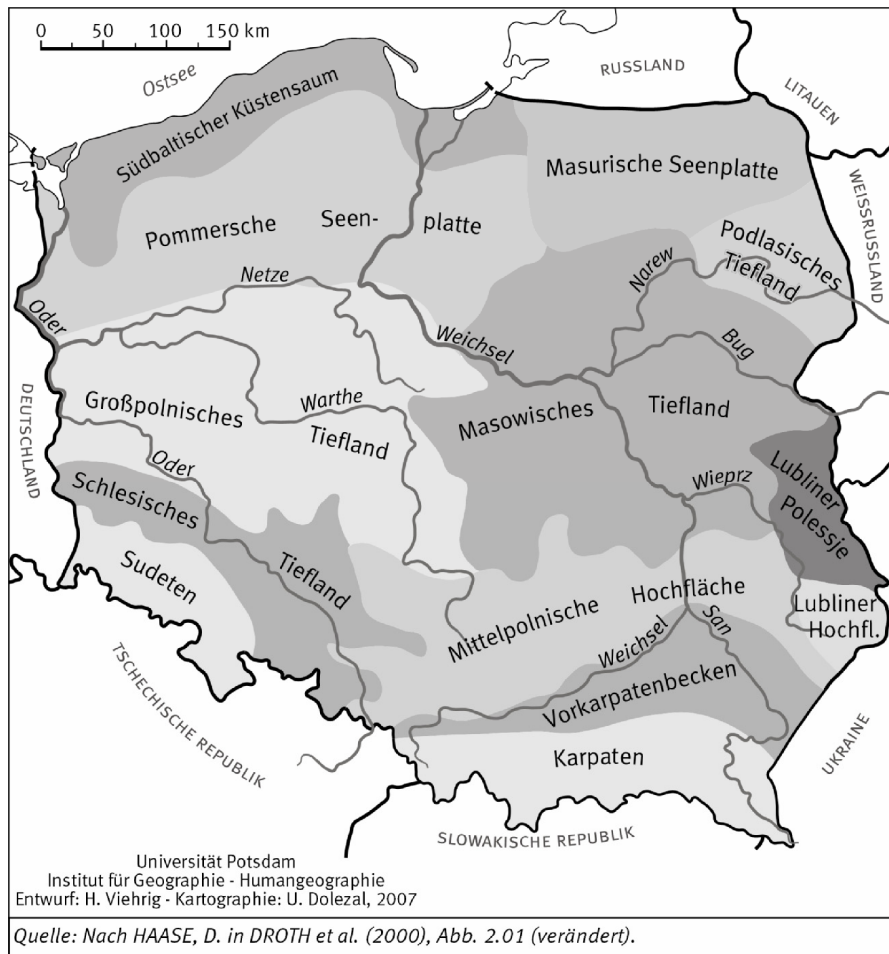 0 50 100 150 km
Ostsee
RUSSLAND
LITAUEN
WEISSRUSSLAND
Südbaltischer Küstensaum
Masurische Seenplatte
Pommersche Seen- platte
Podlasisches
Tiefland
Narew
Netze
Oder
Weichsel
Bug
DEUTSCHLAND
Großpolnisches
Tiefland
Warthe
Masowisches Tiefland
Oder
Wieprz
Lubliner
Polessje
Schlesisches
Tiefland
Sudeten
Mittelpolnische Hochfläche
Lubliner
Hochfl.
Weichsel
San
Vorkarpatenbecken
Karpaten
TSCHECHISCHE REPUBLIK
UKRAINE
SLOWAKISCHE REPUBLIK
Universität Potsdam
Institut für Geographie - Humangeographie
Entwurf: H. Viehrig - Kartographie: U. Dolezal, 2007
Quelle: Nach HAASE, D. in DROTH et al. (2000), Abb. 2.01 (verändert).